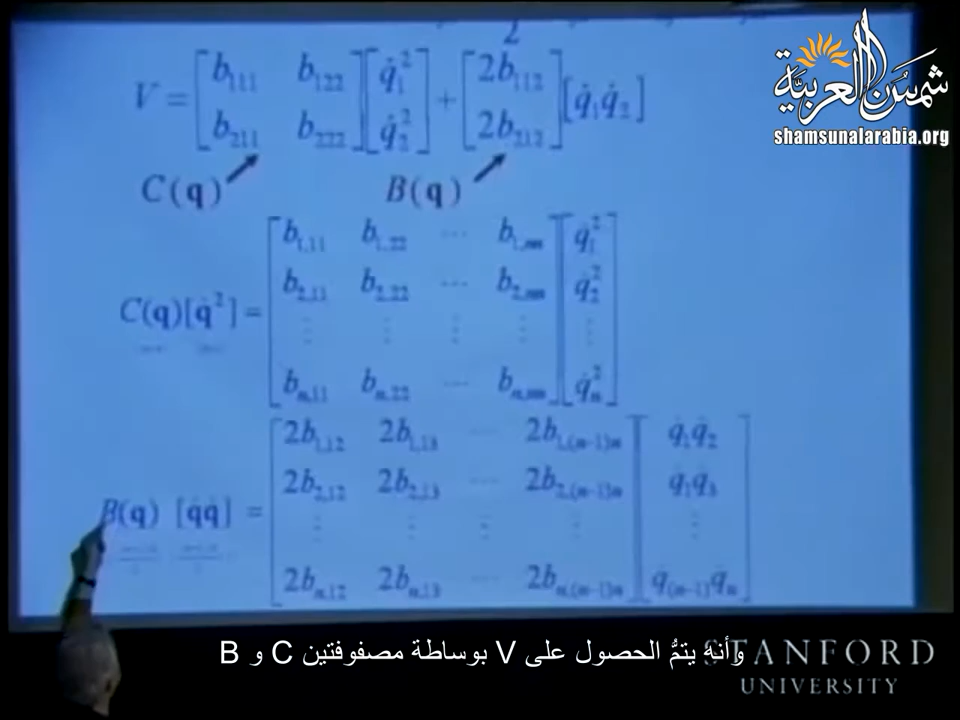 شمس العربية
shamsunalarabia.org
V = [b₁₁₁ b₁₂₂ ; b₂₁₁ b₂₂₂] [q̇₁² ; q̇₂²] + [2b₁₁₂ ; 2b₂₁₂] [q̇₁q̇₂]
C(q) B(q)
C(q)[q̇²] = [b₁,₁₁ b₁,₂₂ ⋯ b₁,ₙₙ ; b₂,₁₁ b₂,₂₂ ⋯ b₂,ₙₙ ; ⋮ ⋮ ⋮ ⋮ ; bₙ,₁₁ bₙ,₂₂ ⋯ bₙ,ₙₙ] [q̇₁² ; q̇₂² ; ⋮ ; q̇ₙ²]
B(q) [q̇q̇] = [2b₁,₁₂ 2b₁,₁₃ ⋯ 2b₁,₍ₙ₋₁₎ₙ ; 2b₂,₁₂ 2b₂,₁₃ ⋯ 2b₂,₍ₙ₋₁₎ₙ ; ⋮ ⋮ ⋮ ⋮ ; 2bₙ,₁₂ 2bₙ,₁₃ ⋯ 2bₙ,₍ₙ₋₁₎ₙ] [q̇₁q̇₂ ; q̇₁q̇₃ ; ⋮ ; q̇₍ₙ₋₁₎q̇ₙ]
وأنه يتمُّ الحصول على V بوساطة مصفوفتين C و B
STANFORD
UNIVERSITY